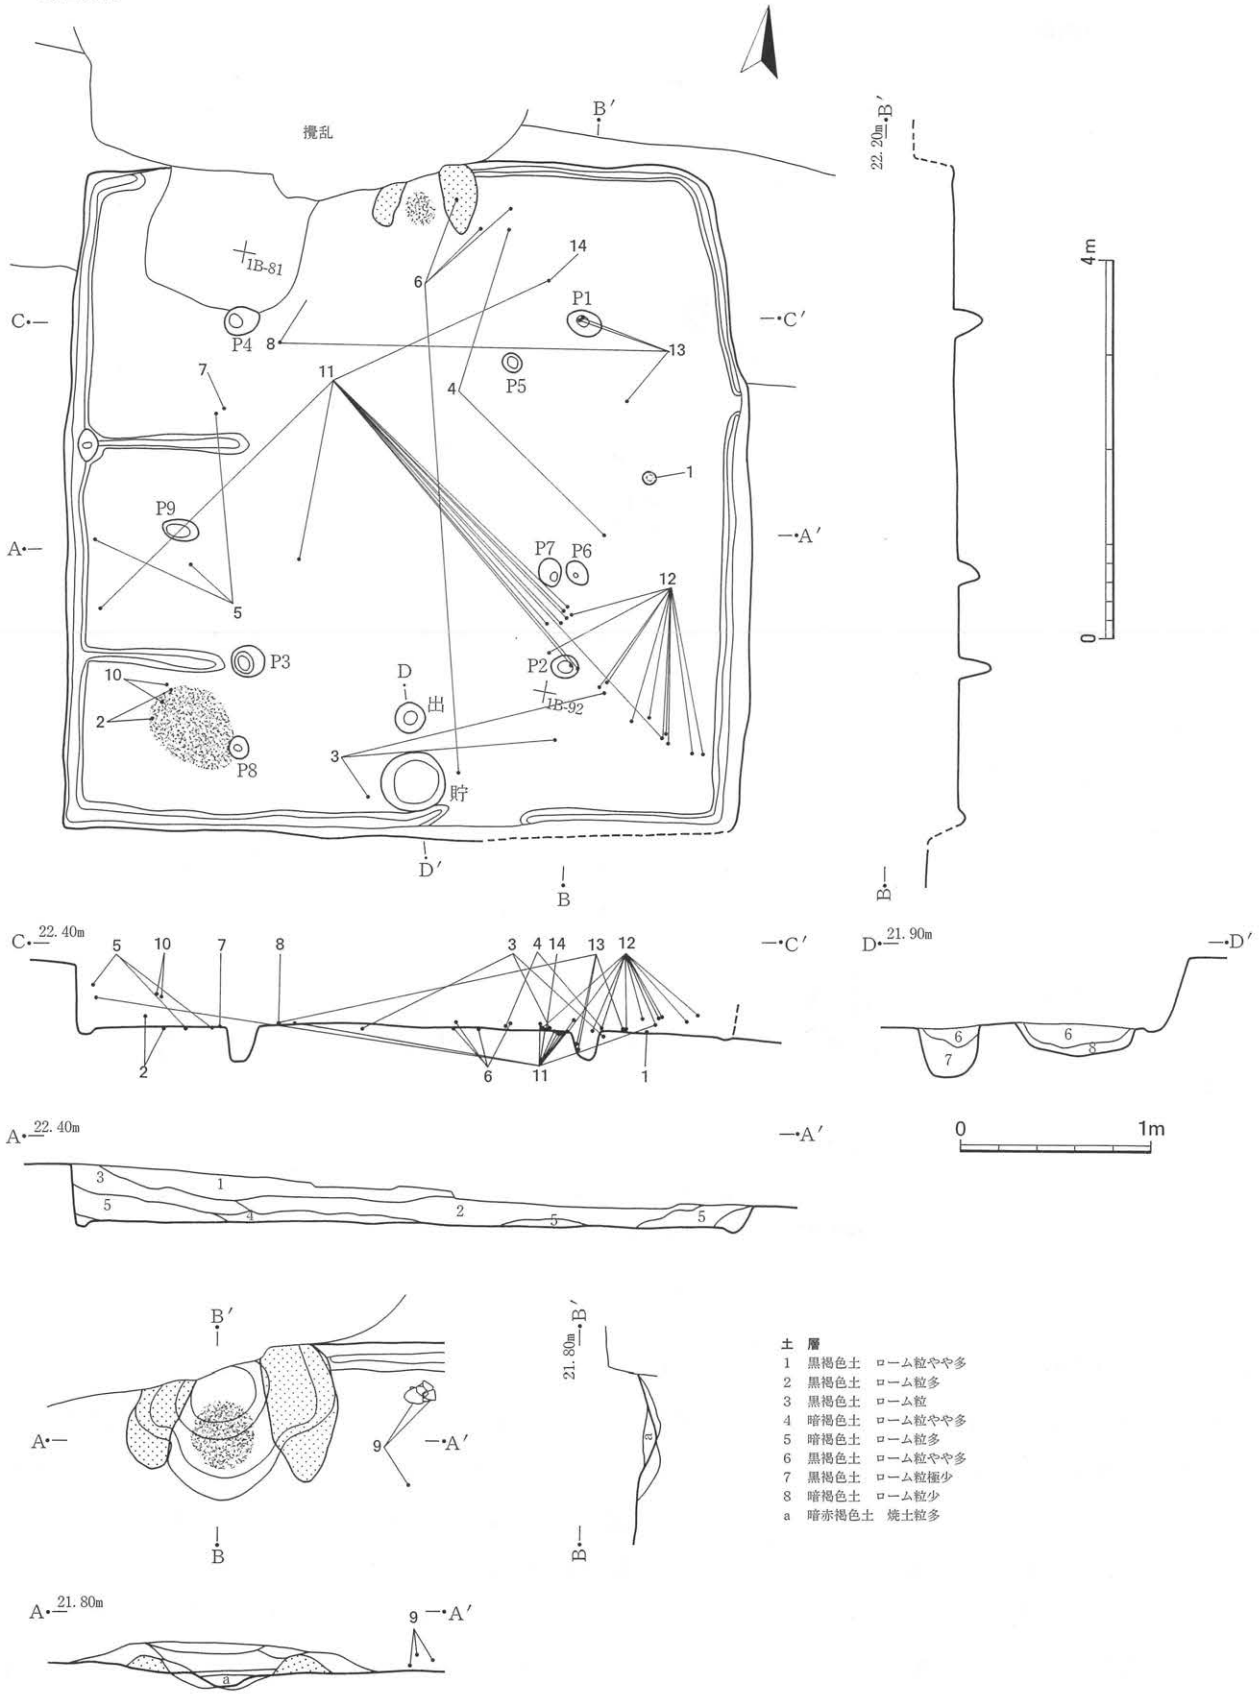 攪乱
B′
22.20m B′
4m
1B-81
14
6
P1
C C′
P4
8
13
7
11
P5
4
1
P9
A A′
P7 P6
12
5
P3
P2
10
D
出
1B-92
2
3
P8
貯
0
D′
B
B
C 22.40m 5 10 7 8 3 4 14 13 12 C′
2 6 11 1
D 21.90m D′
6 6
7 8
A 22.40m A′
3 1
5 4 2 5 5
0 1m
B′
21.80m B′
A A′
9
a
B
B
土 層
1 黒褐色土 ローム粒やや多
2 黒褐色土 ローム粒多
3 黒褐色土 ローム粒
4 暗褐色土 ローム粒やや多
5 暗褐色土 ローム粒多
6 黒褐色土 ローム粒やや多
7 黒褐色土 ローム粒極少
8 暗褐色土 ローム粒少
a 暗赤褐色土 焼土粒多
A 21.80m 9 A′
a